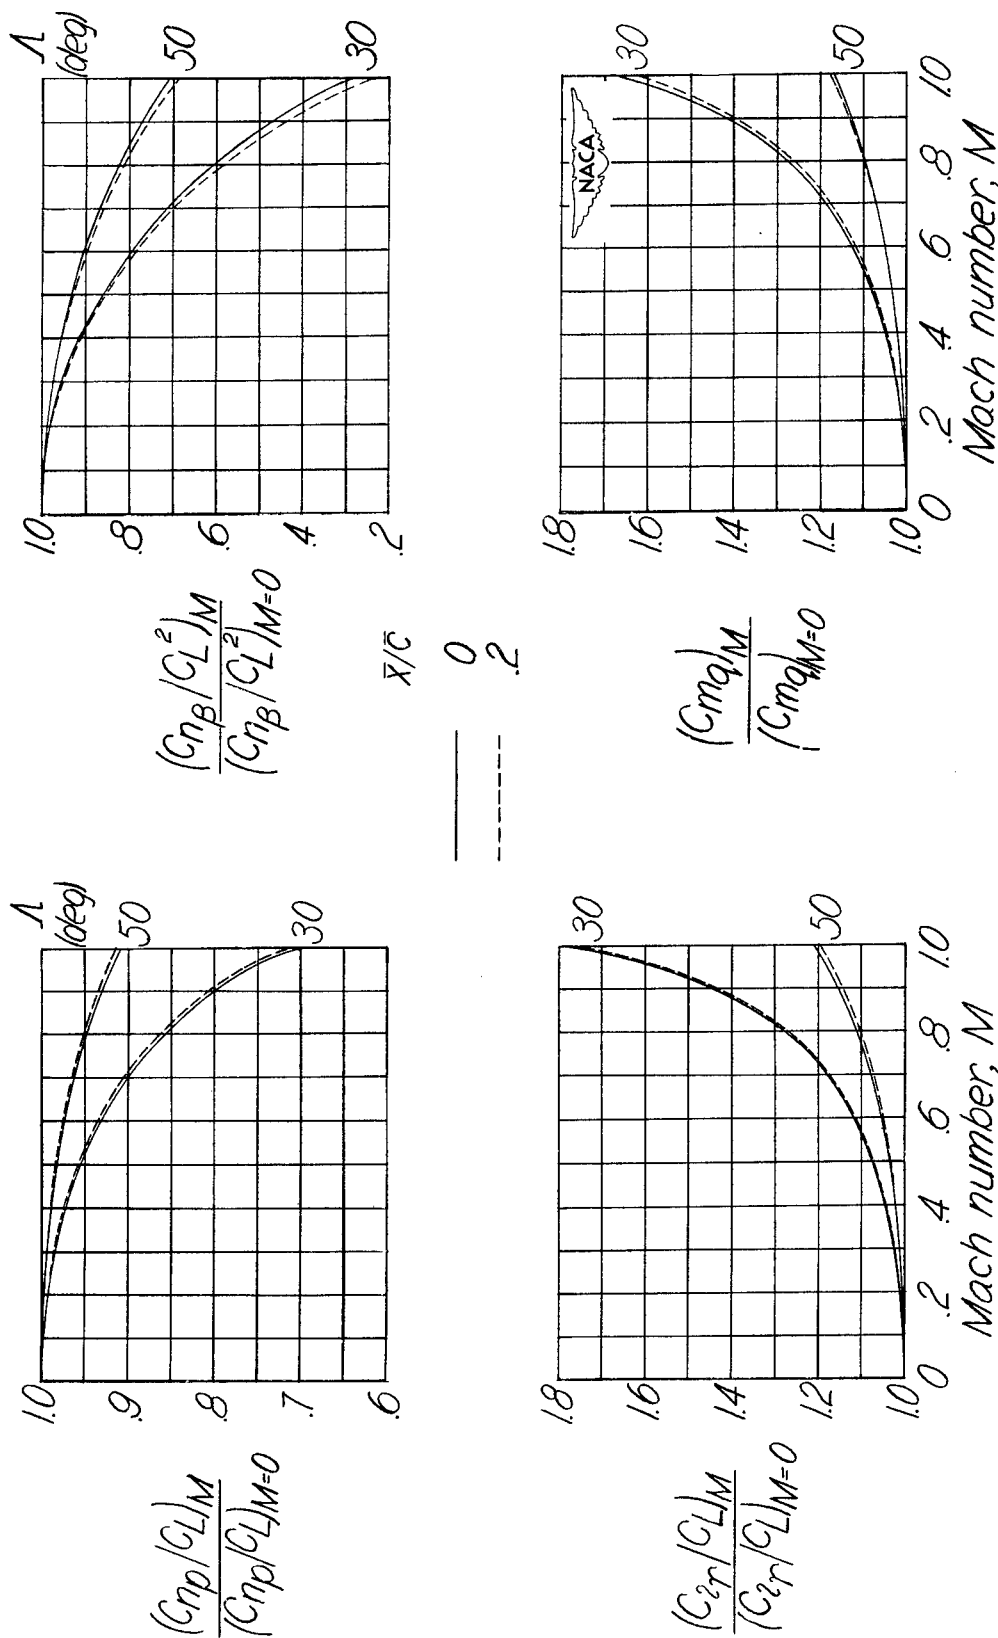 (Cnp/CL)M
(Cnp/CL)M=0
1.0
.9
.8
.7
.6
Λ
(deg)
50
30
(Cnβ/CL²)M
(Cnβ/CL²)M=0
1.0
.8
.6
.4
.2
Λ
(deg)
50
30
x̄/c̄
0
.2
(Clr/CL)M
(Clr/CL)M=0
1.8
1.6
1.4
1.2
1.0
30
50
0 .2 .4 .6 .8 1.0
Mach number, M
(Cmq)M
(Cmq)M=0
1.8
1.6
1.4
1.2
1.0
NACA
30
50
0 .2 .4 .6 .8 1.0
Mach number, M